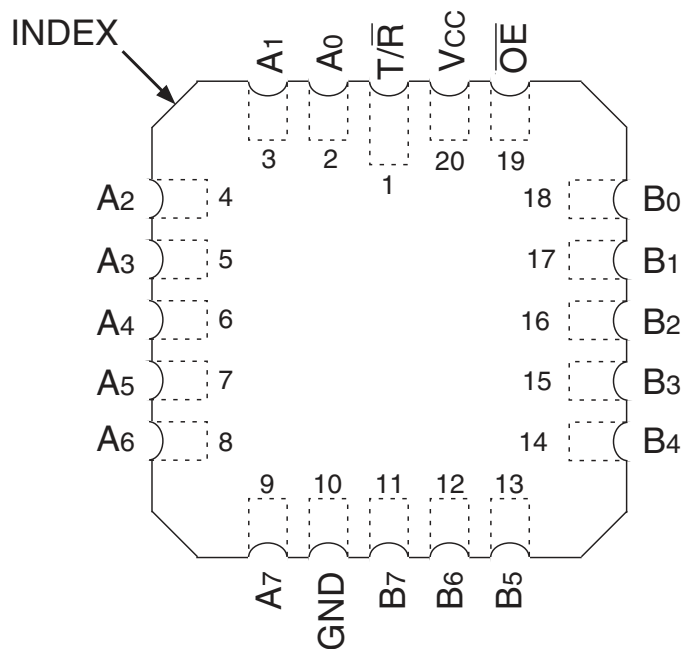 INDEX
A1 A0 T/R̅ VCC O̅E̅
3 2 1 20 19
A2 4 18 B0
A3 5 17 B1
A4 6 16 B2
A5 7 15 B3
A6 8 14 B4
9 10 11 12 13
A7 GND B7 B6 B5